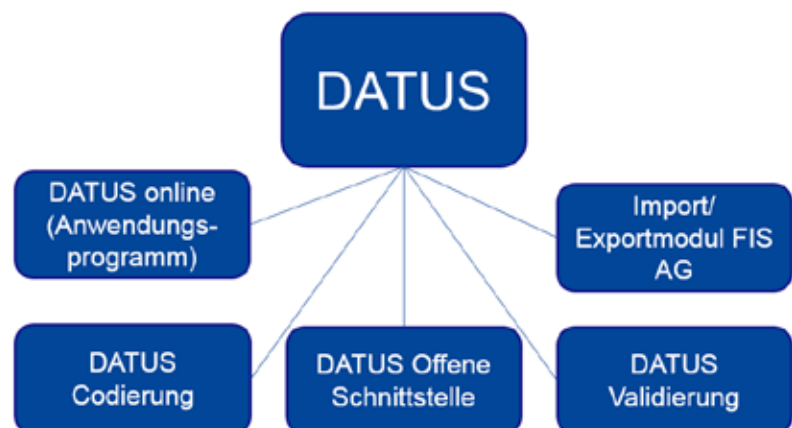 DATUS
DATUS online
(Anwendungs-
programm)
Import/
Exportmodul FIS
AG
DATUS
Codierung
DATUS Offene
Schnittstelle
DATUS
Validierung